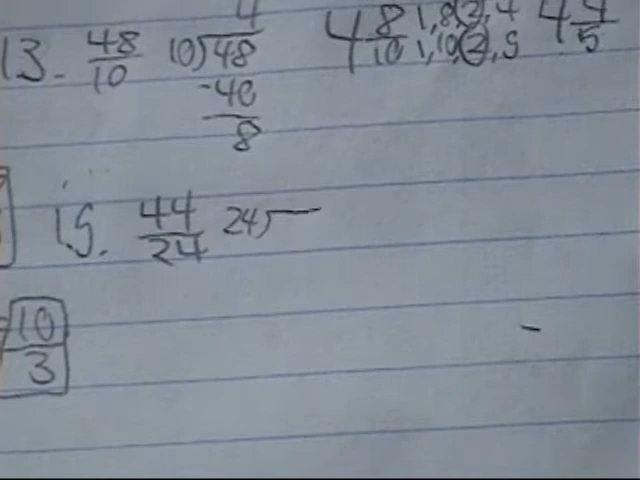 13. 48/10 10)48 4 -40 8 4 8/10 1, 8, 2, 4 1, 10, 2, 5 4 4/5
15. 44/24 24)
10/3